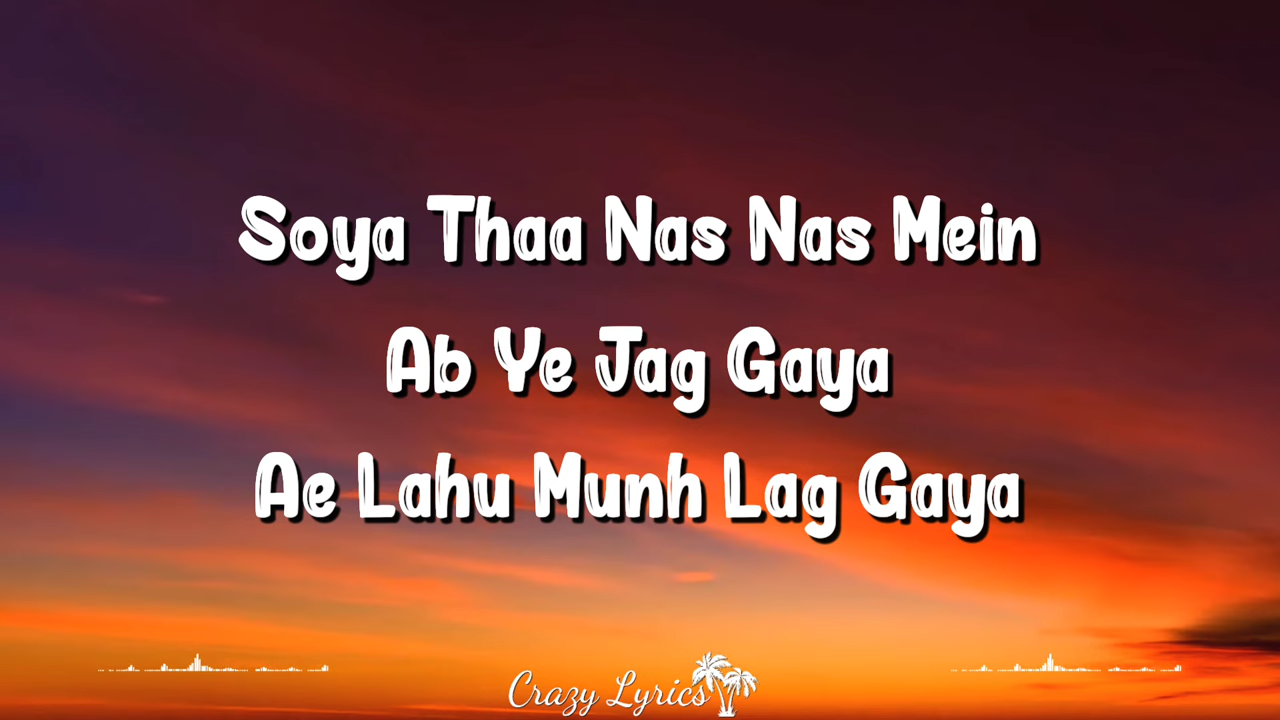 Soya Thaa Nas Nas Mein
Ab Ye Jag Gaya
Ae Lahu Munh Lag Gaya
Crazy Lyrics